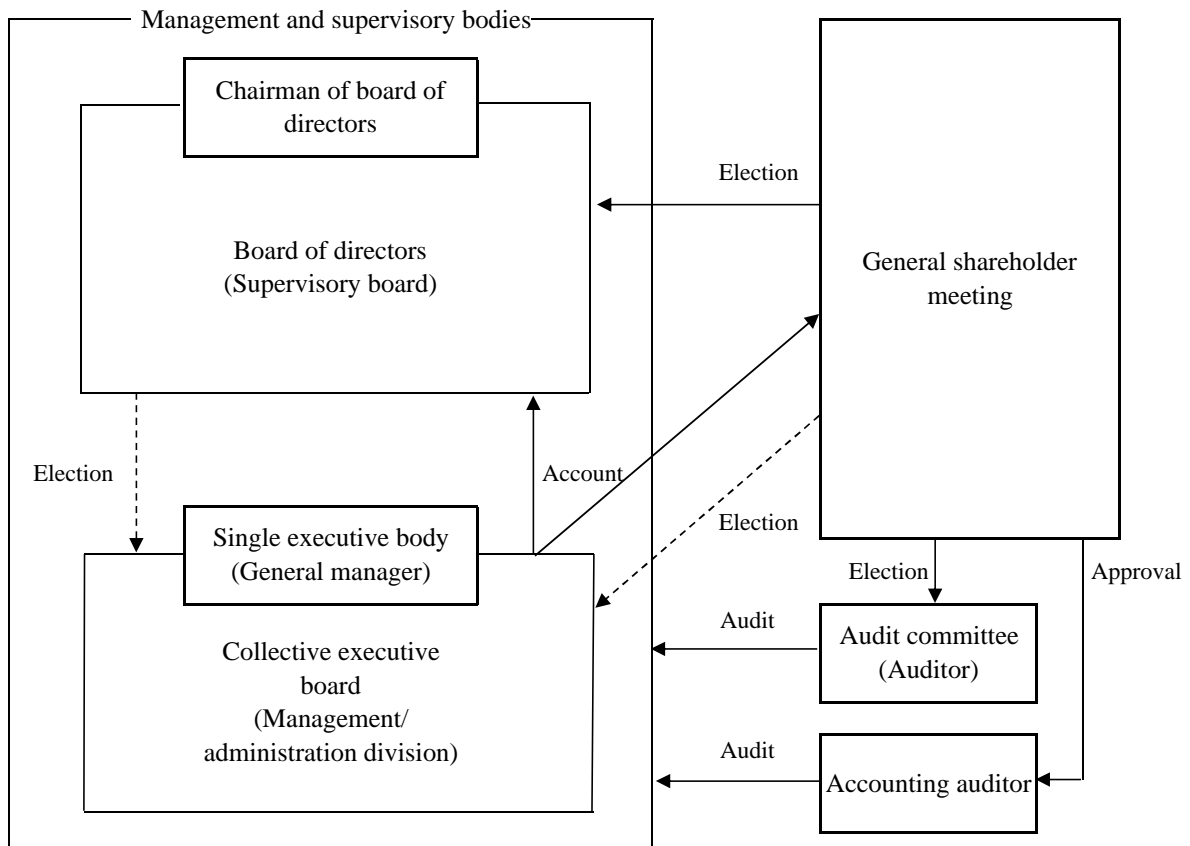 Management and supervisory bodies
Chairman of board of
directors
Election
Board of directors
(Supervisory board)
General shareholder
meeting
Election
Account
Election
Single executive body
(General manager)
Election
Approval
Audit
Audit committee
(Auditor)
Collective executive
board
(Management/
administration division)
Audit
Accounting auditor